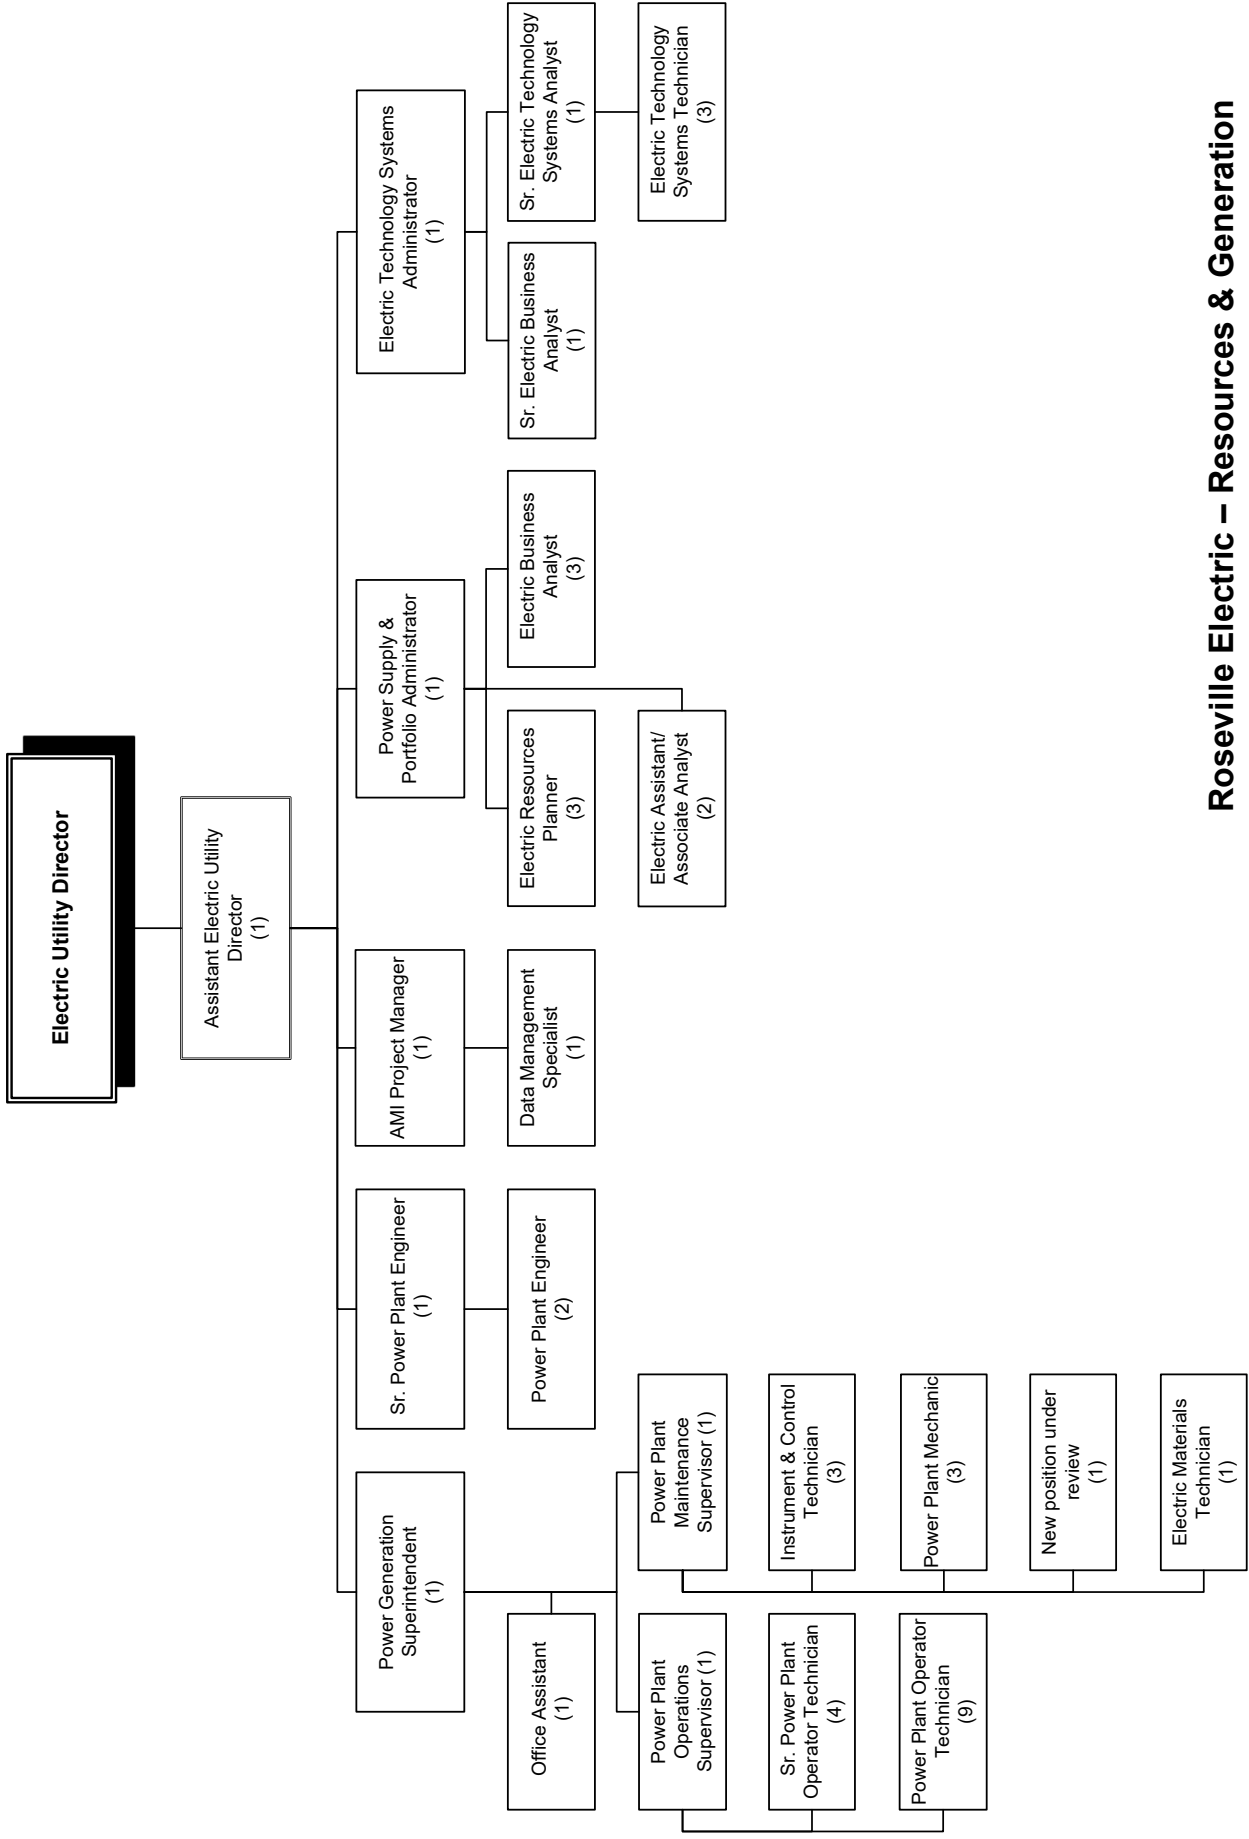 Electric Utility Director
Assistant Electric Utility
Director
(1)
Power Generation
Superintendent
(1)
Sr. Power Plant Engineer
(1)
AMI Project Manager
(1)
Power Supply &
Portfolio Administrator
(1)
Electric Technology Systems
Administrator
(1)
Office Assistant
(1)
Power Plant Engineer
(2)
Data Management
Specialist
(1)
Electric Resources
Planner
(3)
Electric Business
Analyst
(3)
Sr. Electric Business
Analyst
(1)
Sr. Electric Technology
Systems Analyst
(1)
Power Plant
Operations
Supervisor (1)
Power Plant
Maintenance
Supervisor (1)
Electric Assistant/
Associate Analyst
(2)
Electric Technology
Systems Technician
(3)
Sr. Power Plant
Operator Technician
(4)
Instrument & Control
Technician
(3)
Power Plant Operator
Technician
(9)
Power Plant Mechanic
(3)
New position under
review
(1)
Electric Materials
Technician
(1)
Roseville Electric – Resources & Generation